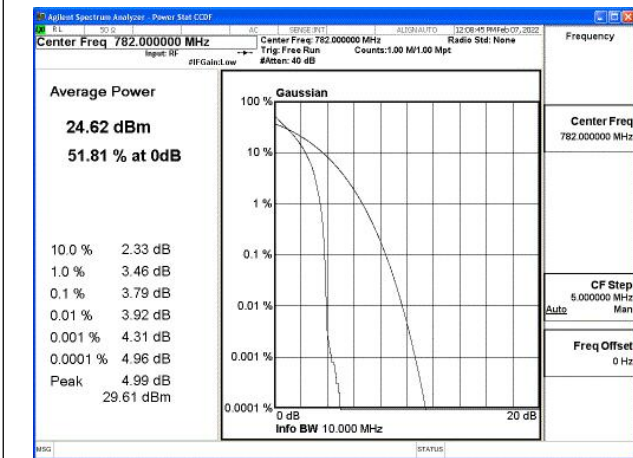 Agilent Spectrum Analyzer - Power Stat CCDF
RL 50 Ω AC SENSE:INT ALIGN AUTO 12:08:45 PM Feb 07, 2022
Center Freq 782.000000 MHz
Input: RF
#IFGain:Low
Center Freq: 782.000000 MHz Radio Std: None
Trig: Free Run Counts:1.00 M/1.00 Mpt
#Atten: 40 dB
Frequency
Average Power
24.62 dBm
51.81 % at 0dB
10.0 % 2.33 dB
1.0 % 3.46 dB
0.1 % 3.79 dB
0.01 % 3.92 dB
0.001 % 4.31 dB
0.0001 % 4.96 dB
Peak 4.99 dB
29.61 dBm
Gaussian
100 %
10 %
1 %
0.1 %
0.01 %
0.001 %
0.0001 %
0 dB 20 dB
Info BW 10.000 MHz
Center Freq
782.000000 MHz
CF Step
5.000000 MHz
Auto Man
Freq Offset
0 Hz
MSG STATUS